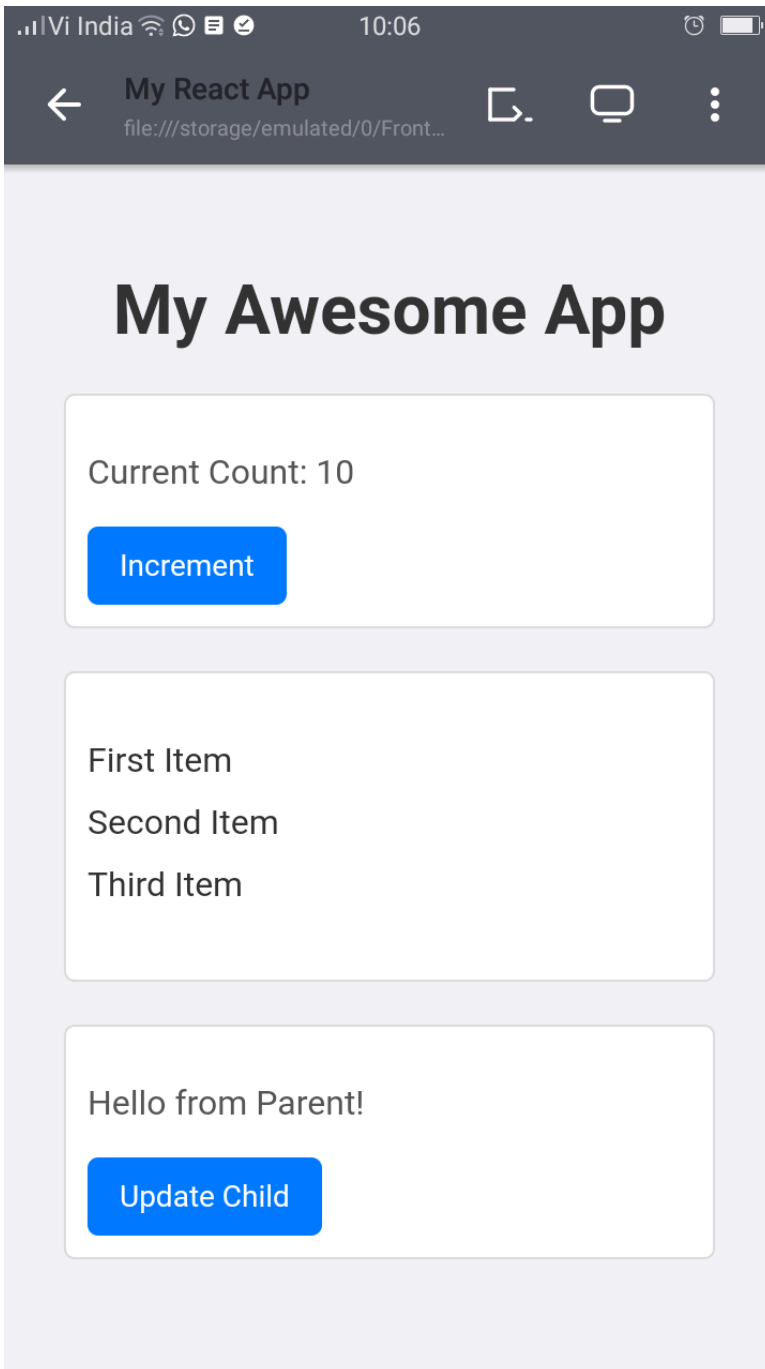 Vi India 10:06
My React App
file:///storage/emulated/0/Front...
My Awesome App
Current Count: 10
Increment
First Item
Second Item
Third Item
Hello from Parent!
Update Child